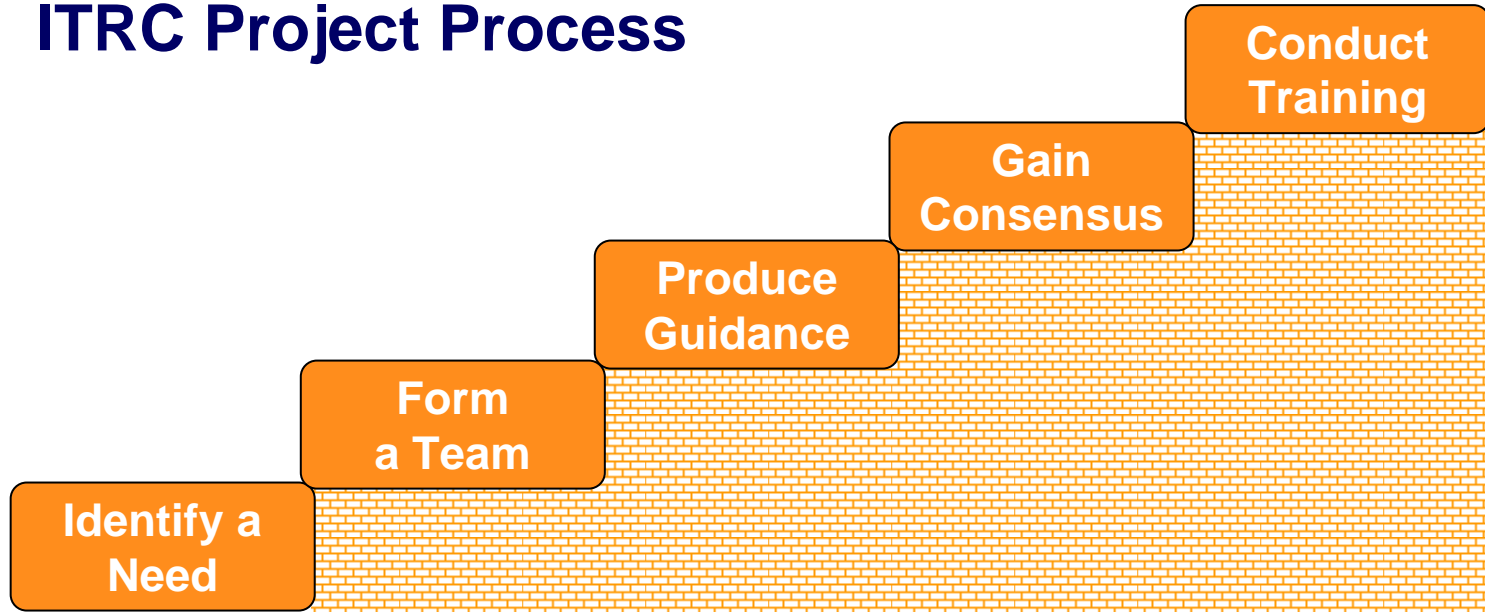 ITRC Project Process
Conduct
Training
Gain
Consensus
Produce
Guidance
Form
a Team
Identify a
Need